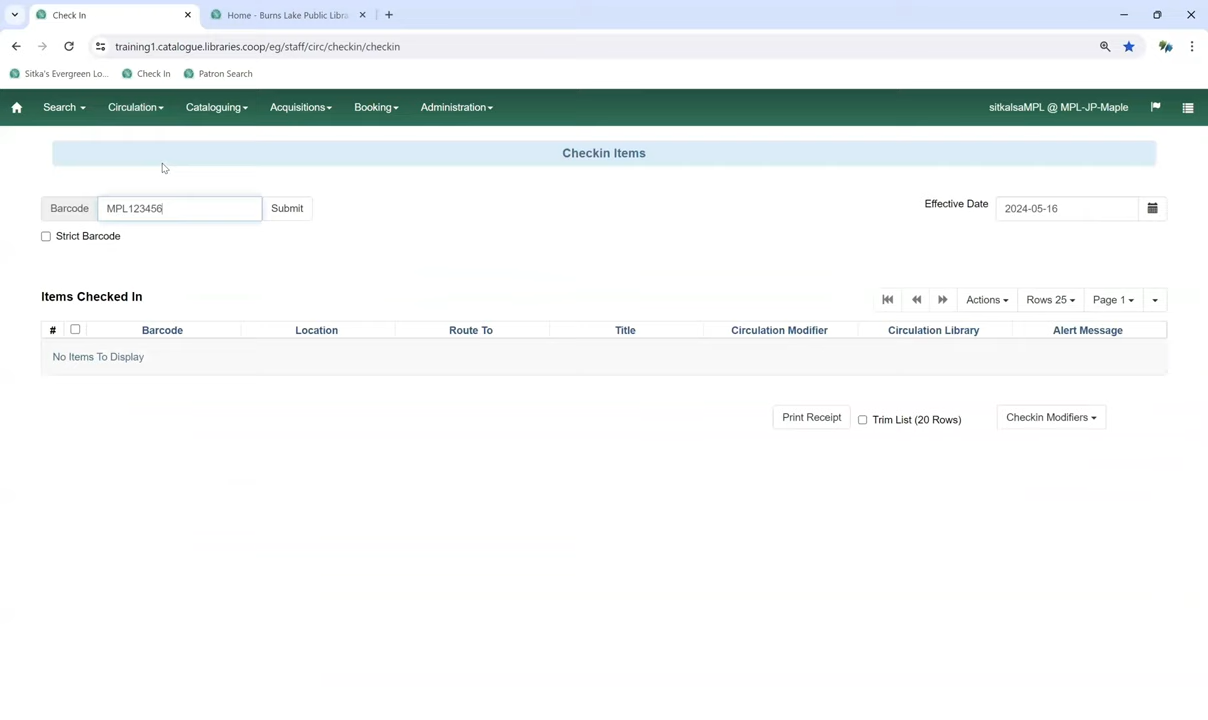 Check In
Home - Burns Lake Public Libra
training1.catalogue.libraries.coop/eg/staff/circ/checkin/checkin
Sitka's Evergreen Lo... Check In Patron Search
Search Circulation Cataloguing Acquisitions Booking Administration sitkalsaMPL @ MPL-JP-Maple
Checkin Items
Barcode MPL123456 Submit Effective Date 2024-05-16
Strict Barcode
Items Checked In Actions Rows 25 Page 1
# Barcode Location Route To Title Circulation Modifier Circulation Library Alert Message
No Items To Display
Print Receipt Trim List (20 Rows) Checkin Modifiers